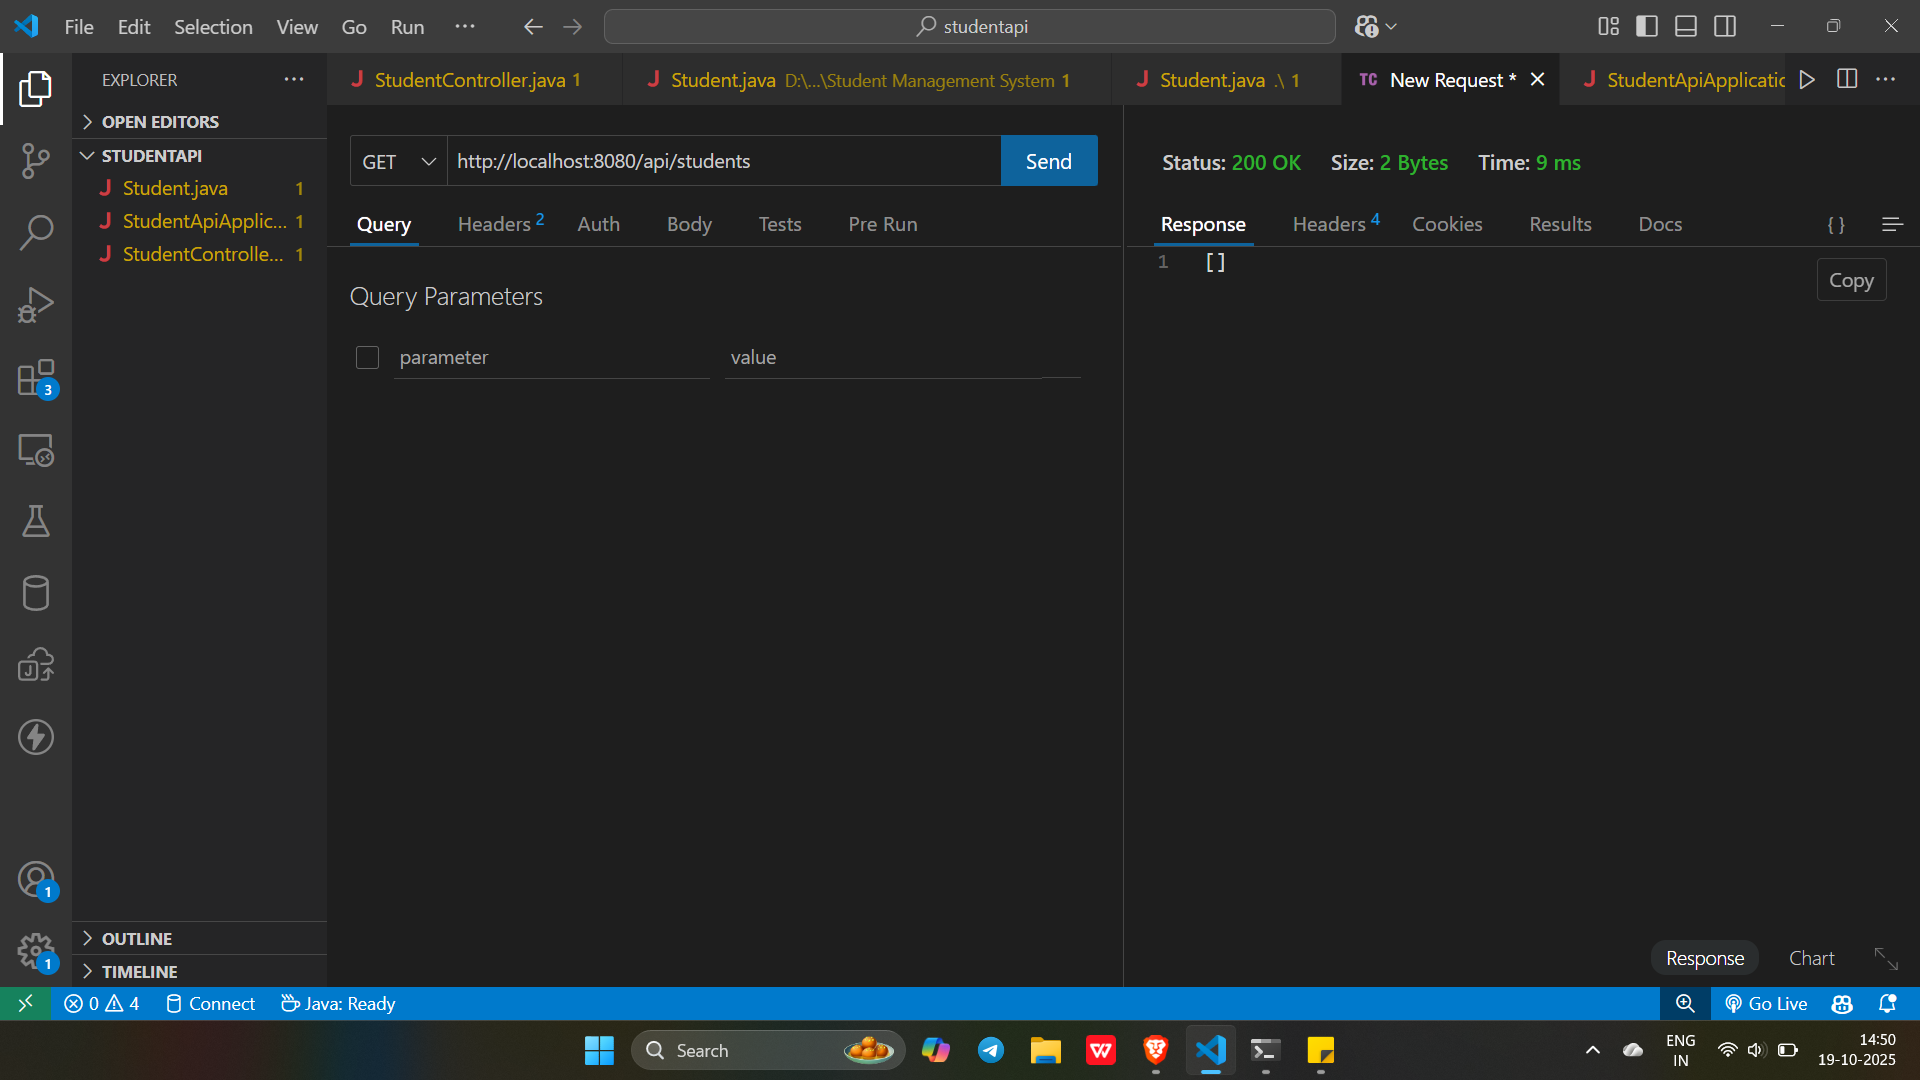 File Edit Selection View Go Run ··· studentapi
EXPLORER ···
StudentController.java 1 Student.java D:\...\Student Management System 1 Student.java .\ 1 TC New Request * StudentApiApplicatio ···
OPEN EDITORS
STUDENTAPI
J Student.java 1
J StudentApiApplic... 1
J StudentControlle... 1
GET http://localhost:8080/api/students Send
Query Headers 2 Auth Body Tests Pre Run
Query Parameters
parameter value
Status: 200 OK Size: 2 Bytes Time: 9 ms
Response Headers 4 Cookies Results Docs { }
1 []
Copy
3
1
1
OUTLINE
TIMELINE
Response Chart
0 4 Connect Java: Ready Go Live
Search
ENG
IN
14:50
19-10-2025